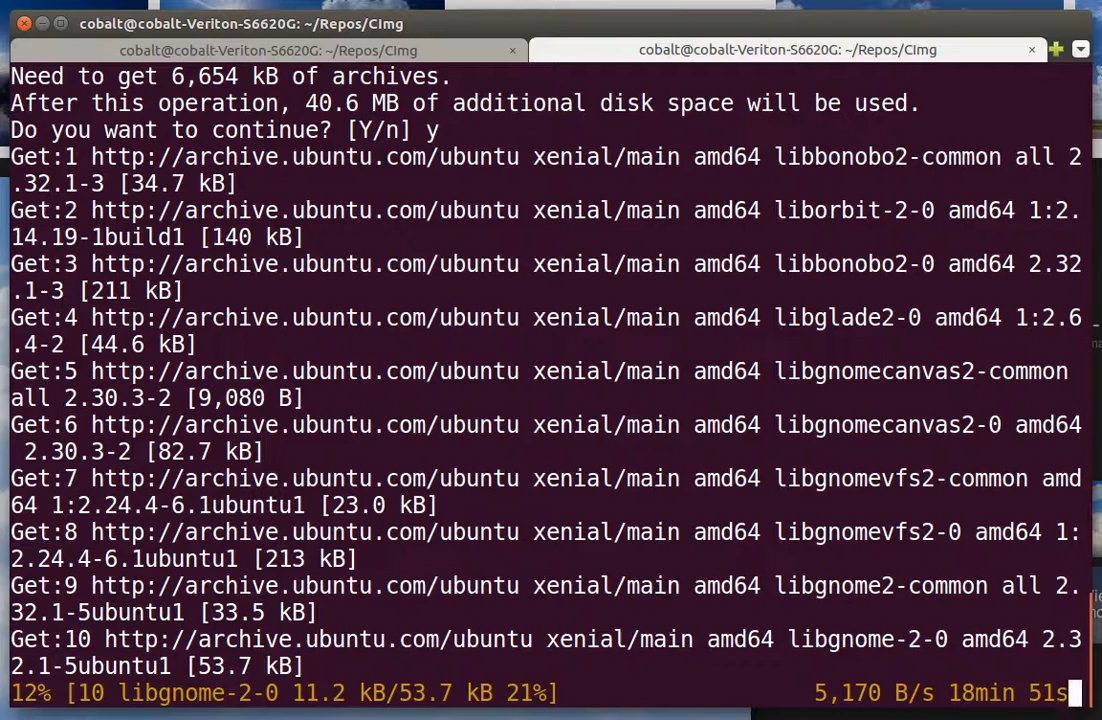 cobalt@cobalt-Veriton-S6620G: ~/Repos/CImg
cobalt@cobalt-Veriton-S6620G: ~/Repos/CImg × cobalt@cobalt-Veriton-S6620G: ~/Repos/CImg ×
Need to get 6,654 kB of archives.
After this operation, 40.6 MB of additional disk space will be used.
Do you want to continue? [Y/n] y
Get:1 http://archive.ubuntu.com/ubuntu xenial/main amd64 libbonobo2-common all 2
.32.1-3 [34.7 kB]
Get:2 http://archive.ubuntu.com/ubuntu xenial/main amd64 liborbit-2-0 amd64 1:2.
14.19-1build1 [140 kB]
Get:3 http://archive.ubuntu.com/ubuntu xenial/main amd64 libbonobo2-0 amd64 2.32
.1-3 [211 kB]
Get:4 http://archive.ubuntu.com/ubuntu xenial/main amd64 libglade2-0 amd64 1:2.6
.4-2 [44.6 kB]
Get:5 http://archive.ubuntu.com/ubuntu xenial/main amd64 libgnomecanvas2-common
all 2.30.3-2 [9,080 B]
Get:6 http://archive.ubuntu.com/ubuntu xenial/main amd64 libgnomecanvas2-0 amd64
 2.30.3-2 [82.7 kB]
Get:7 http://archive.ubuntu.com/ubuntu xenial/main amd64 libgnomevfs2-common amd
64 1:2.24.4-6.1ubuntu1 [23.0 kB]
Get:8 http://archive.ubuntu.com/ubuntu xenial/main amd64 libgnomevfs2-0 amd64 1:
2.24.4-6.1ubuntu1 [213 kB]
Get:9 http://archive.ubuntu.com/ubuntu xenial/main amd64 libgnome2-common all 2.
32.1-5ubuntu1 [33.5 kB]
Get:10 http://archive.ubuntu.com/ubuntu xenial/main amd64 libgnome-2-0 amd64 2.3
2.1-5ubuntu1 [53.7 kB]
12% [10 libgnome-2-0 11.2 kB/53.7 kB 21%] 5,170 B/s 18min 51s